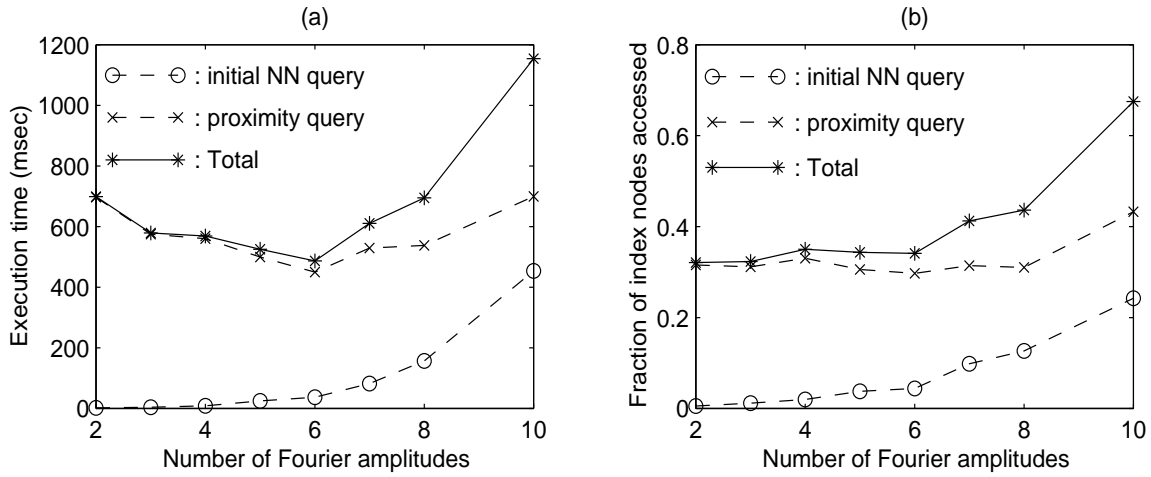 (a)
1200
1000
800
600
400
200
0
2
4
6
8
10
Execution time (msec)
Number of Fourier amplitudes
: initial NN query
: proximity query
: Total
(b)
0.8
0.6
0.4
0.2
0
2
4
6
8
10
Fraction of index nodes accessed
Number of Fourier amplitudes
: initial NN query
: proximity query
: Total